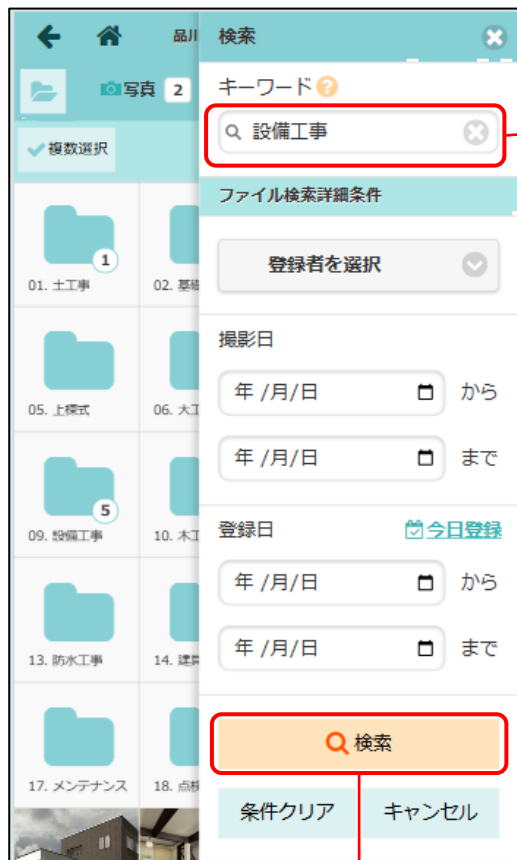 品川
検索
写真 2
キーワード ?
設備工事
複数選択
ファイル検索詳細条件
登録者を選択
1
01. 土工事
02. 基礎
撮影日
年 /月/日 から
05. 上棟式
06. 大工
年 /月/日 まで
5
09. 設備工事
10. 木工
登録日 今日登録
年 /月/日 から
年 /月/日 まで
13. 防水工事
14. 建具
検索
17. メンテナンス
18. 点検
条件クリア キャンセル